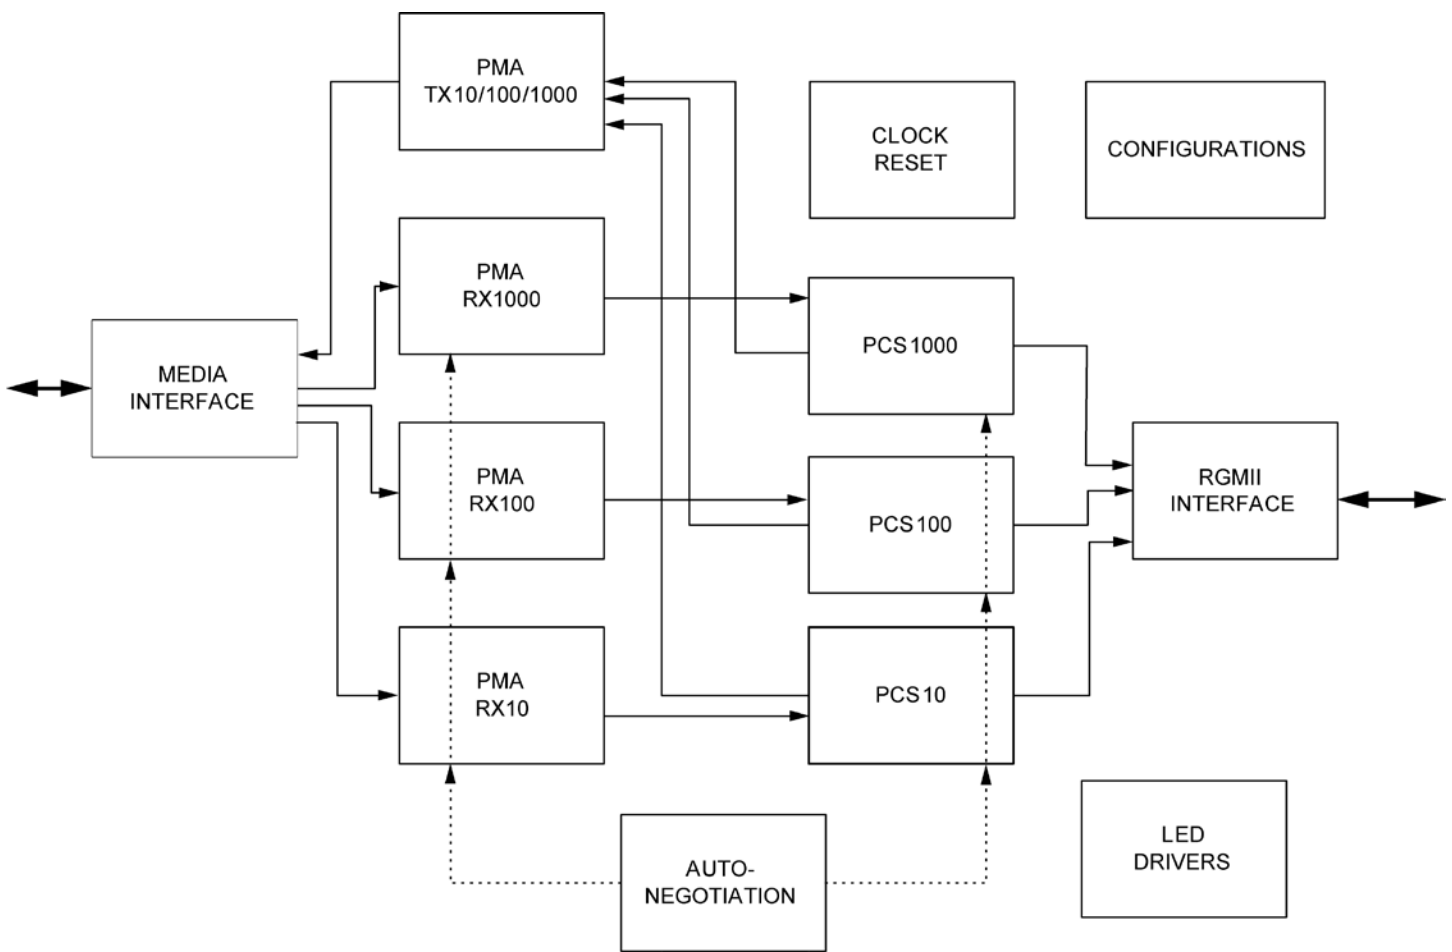 PMA
TX10/100/1000
CLOCK
RESET
CONFIGURATIONS
PMA
RX1000
PCS1000
MEDIA
INTERFACE
PMA
RX100
PCS100
RGMII
INTERFACE
PMA
RX10
PCS10
AUTO-
NEGOTIATION
LED
DRIVERS